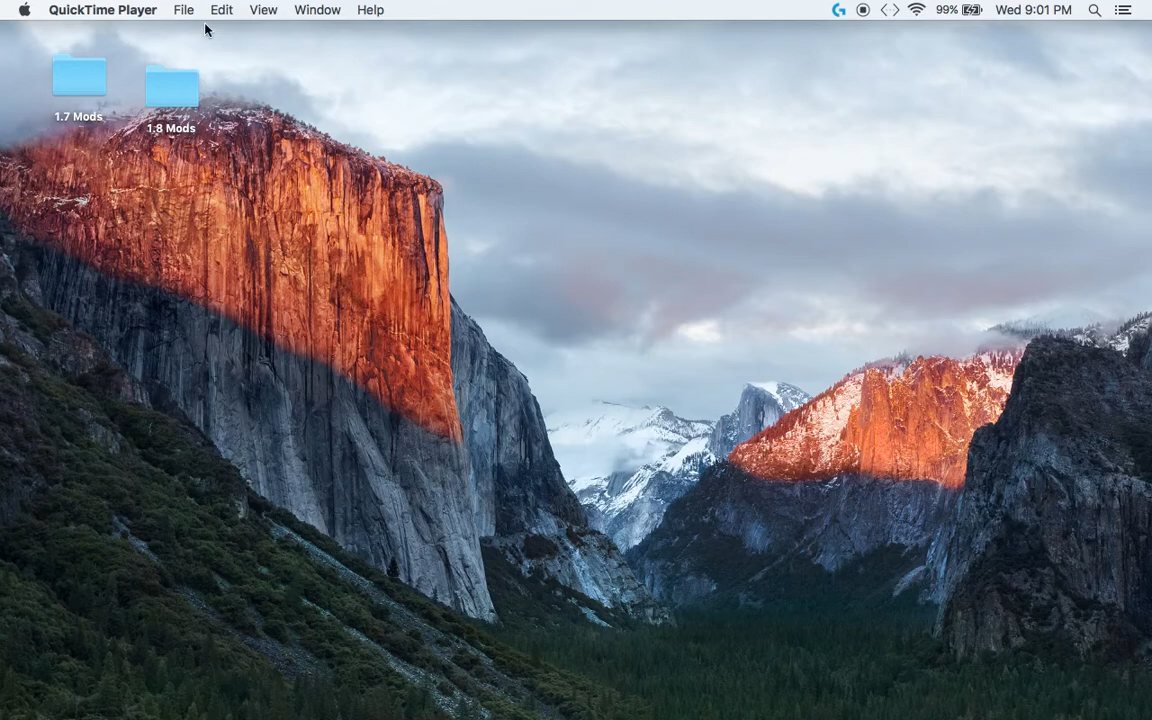 QuickTime Player File Edit View Window Help 99% Wed 9:01 PM
1.7 Mods
1.8 Mods